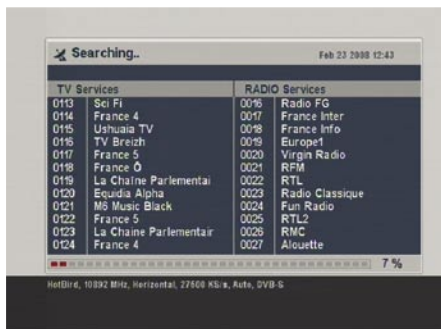 Searching..
Feb 23 2008 12:43
TV Services
RADIO Services
0113 Sci Fi 0016 Radio FG
0114 France 4 0017 France Inter
0115 Ushuaia TV 0018 France Info
0116 TV Breizh 0019 Europe1
0117 France 5 0020 Virgin Radio
0118 France Ô 0021 RFM
0119 La Chaîne Parlementai 0022 RTL
0120 Equidia Alpha 0023 Radio Classique
0121 M6 Music Black 0024 Fun Radio
0122 France 5 0025 RTL2
0123 La Chaine Parlementair 0026 RMC
0124 France 4 0027 Alouette
7 %
HotBird, 10892 MHz, Horizontal, 27500 KS/s, Auto, DVB-S